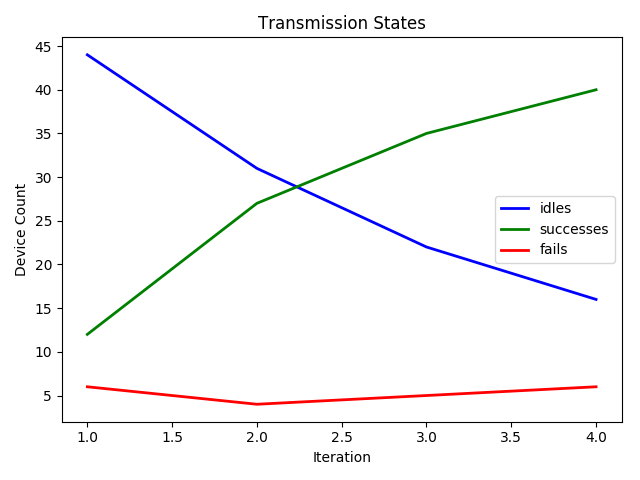 Transmission States
Device Count
45
40
35
30
25
20
15
10
5
idles
successes
fails
1.0 1.5 2.0 2.5 3.0 3.5 4.0
Iteration